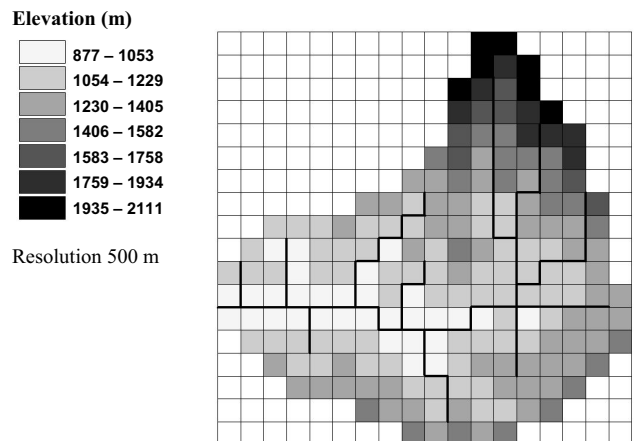 Elevation (m)
877 – 1053
1054 – 1229
1230 – 1405
1406 – 1582
1583 – 1758
1759 – 1934
1935 – 2111
Resolution 500 m